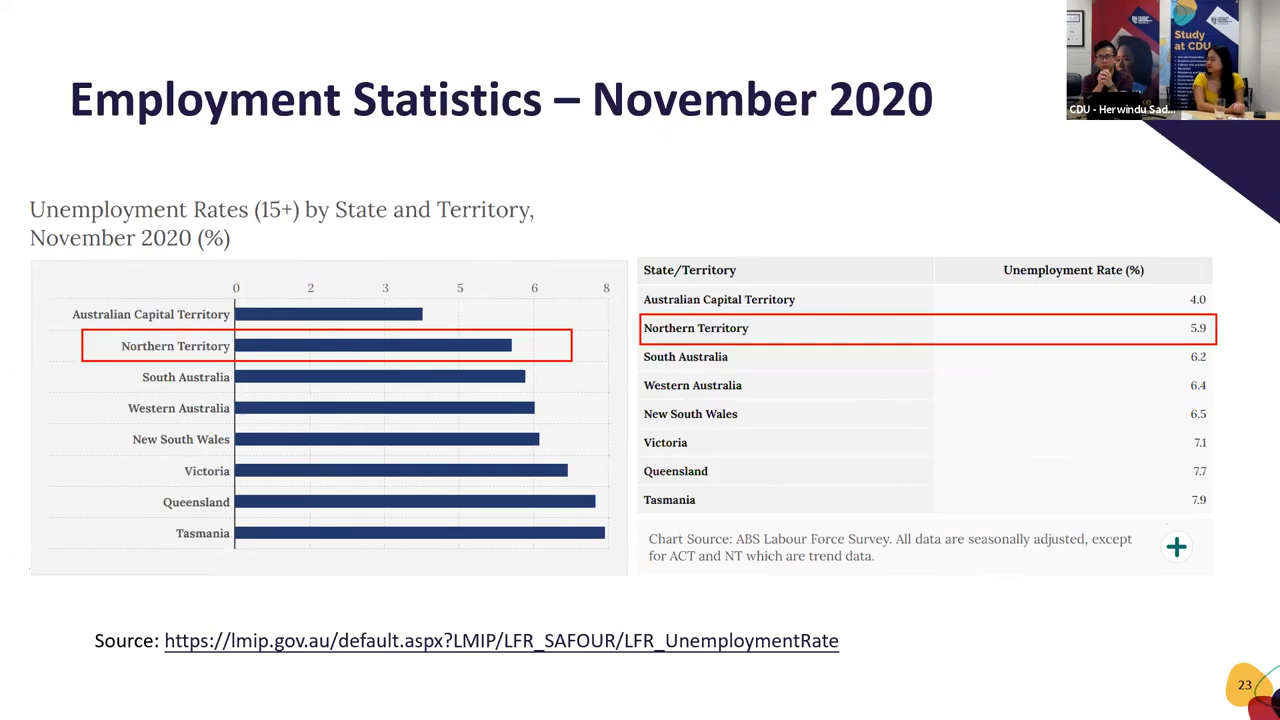 Employment Statistics – November 2020
Study
at CDU
CDU - Herwindu Sad...
Unemployment Rates (15+) by State and Territory,
November 2020 (%)
0 2 3 5 6 8
Australian Capital Territory
Northern Territory
South Australia
Western Australia
New South Wales
Victoria
Queensland
Tasmania
State/Territory Unemployment Rate (%)
Australian Capital Territory 4.0
Northern Territory 5.9
South Australia 6.2
Western Australia 6.4
New South Wales 6.5
Victoria 7.1
Queensland 7.7
Tasmania 7.9
Chart Source: ABS Labour Force Survey. All data are seasonally adjusted, except
for ACT and NT which are trend data.
Source: https://lmip.gov.au/default.aspx?LMIP/LFR_SAFOUR/LFR_UnemploymentRate
23